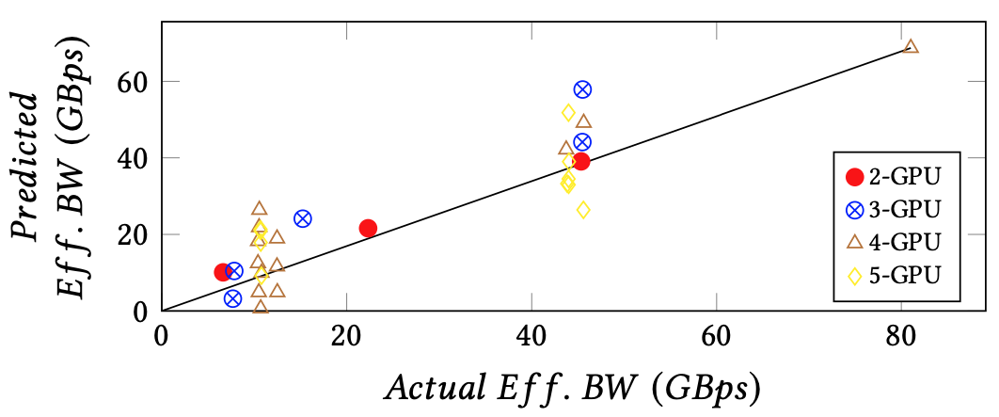 Predicted
Eff. BW (GBps)
60
40
20
0
0 20 40 60 80
Actual Eff. BW (GBps)
2-GPU
3-GPU
4-GPU
5-GPU